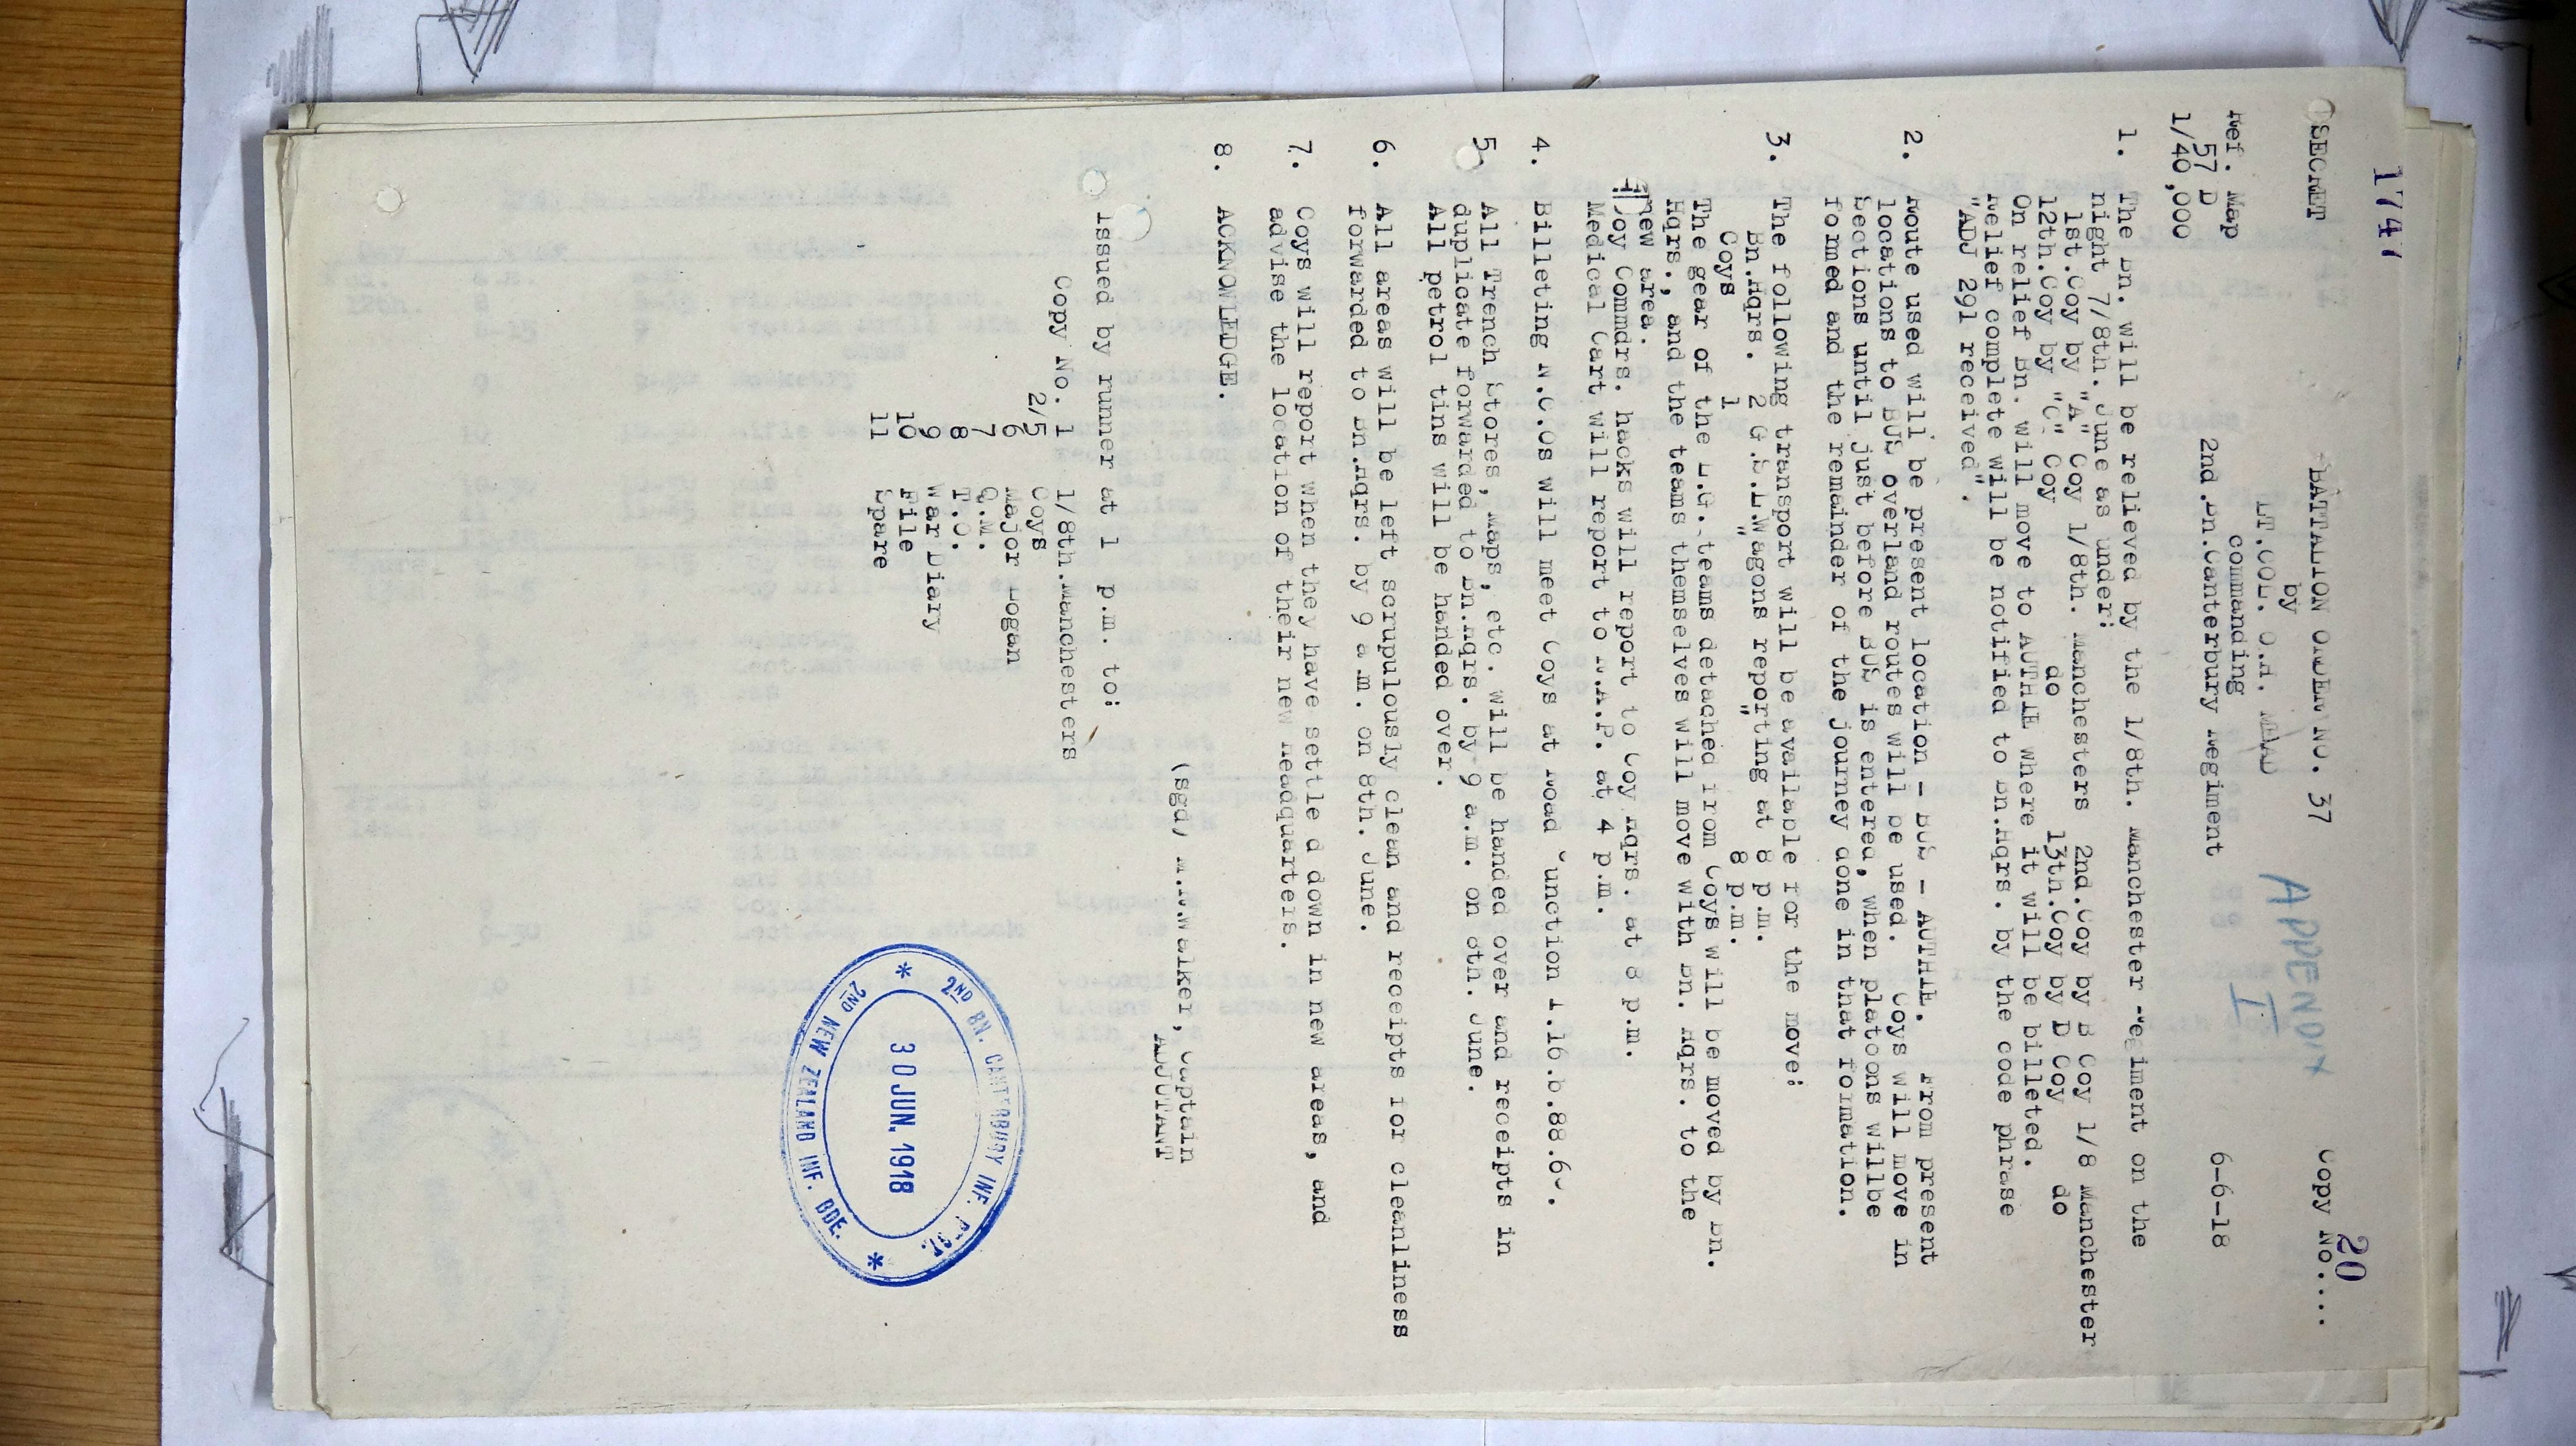 1747
20
SECRET
BATTALION ORDER NO. 37
Copy No....
by
LT.COL. O.H. MEAD
APPENDIX
I
Ref. Map
57 D
1/40,000
commanding
2nd.Bn.Canterbury Regiment
6-6-18
1. The Bn. will be relieved by the 1/8th. Manchester Regiment on the
night 7/8th. June as under:
1st.Coy by "A" Coy 1/8th. Manchesters 2nd.Coy by B Coy 1/8 Manchester
12th.Coy by "C" Coy do 13th.Coy by D Coy do
On relief Bn. will move to AUTHIE where it will be billeted.
Relief complete will be notified to Bn.Hqrs. by the code phrase
"ADJ 291 received".
2. Route used will be present location - BUS - AUTHIE. From present
locations to BUS overland routes will be used. Coys will move in
Sections until just before BUS is entered, when platoons willbe
formed and the remainder of the journey done in that formation.
3. The following transport will be available for the move:
Bn.Hqrs. 2 G.S.L.Wagons reporting at 8 p.m.
Coys 1 " " 8 p.m.
The gear of the L.G. teams detached from Coys will be moved by Bn.
Hqrs., and the teams themselves will move with Bn. Hqrs. to the
new area.
Coy Commdrs. hacks will report to Coy Hqrs. at 8 p.m.
Medical Cart will report to R.A.P. at 4 p.m.
4. Billeting N.C.Os will meet Coys at Road Junction I.16.b.88.6
5. All Trench Stores, Maps, etc. will be handed over and receipts in
duplicate forwarded to Bn.Hqrs. by 9 a.m. on 8th. June.
All petrol tins will be handed over.
6. All areas will be left scrupulously clean and receipts for cleanliness
forwarded to Bn.Hqrs. by 9 a.m. on 8th. June.
7. Coys will report when they have settle d down in new areas, and
advise the location of their new headquarters.
8. ACKNOWLEDGE.
(sgd) Walker, Captain
ADJUTANT
Issued by runner at 1 p.m. to:
Copy No. 1 1/8th.Manchesters
2/5 Coys
6 Major Logan
7 Q.M.
8 T.O.
9 War Diary
10 File
11 Spare
2ND BN. CANTERBURY INF. REGT.
30 JUN. 1918
2ND NEW ZEALAND INF. BDE.